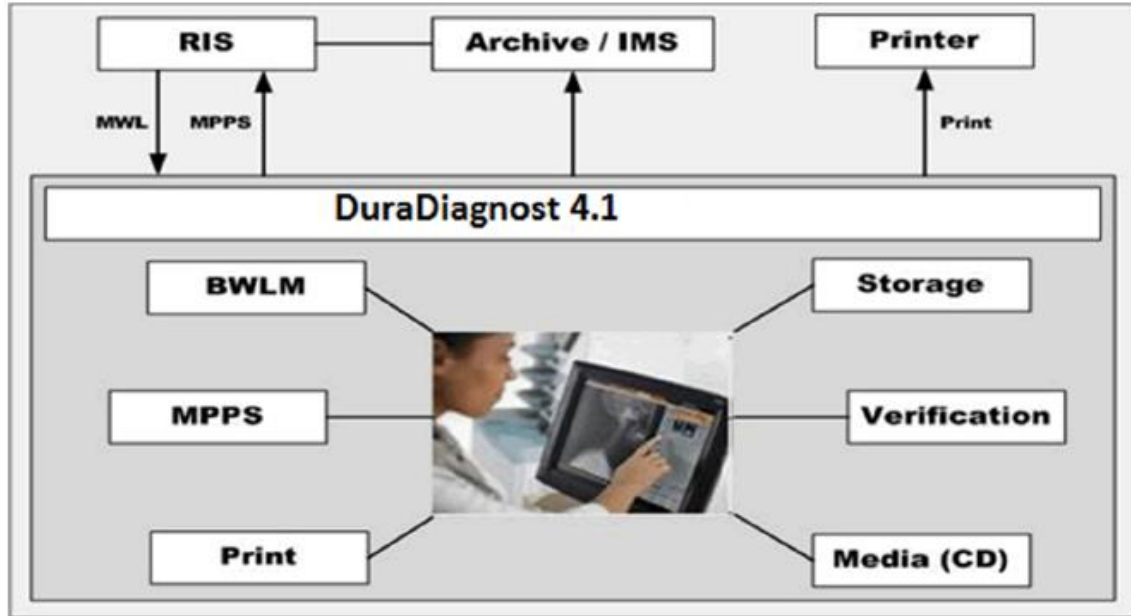 RIS
Archive / IMS
Printer
MWL
MPPS
Print
DuraDiagnost 4.1
BWLM
Storage
MPPS
Verification
Print
Media (CD)